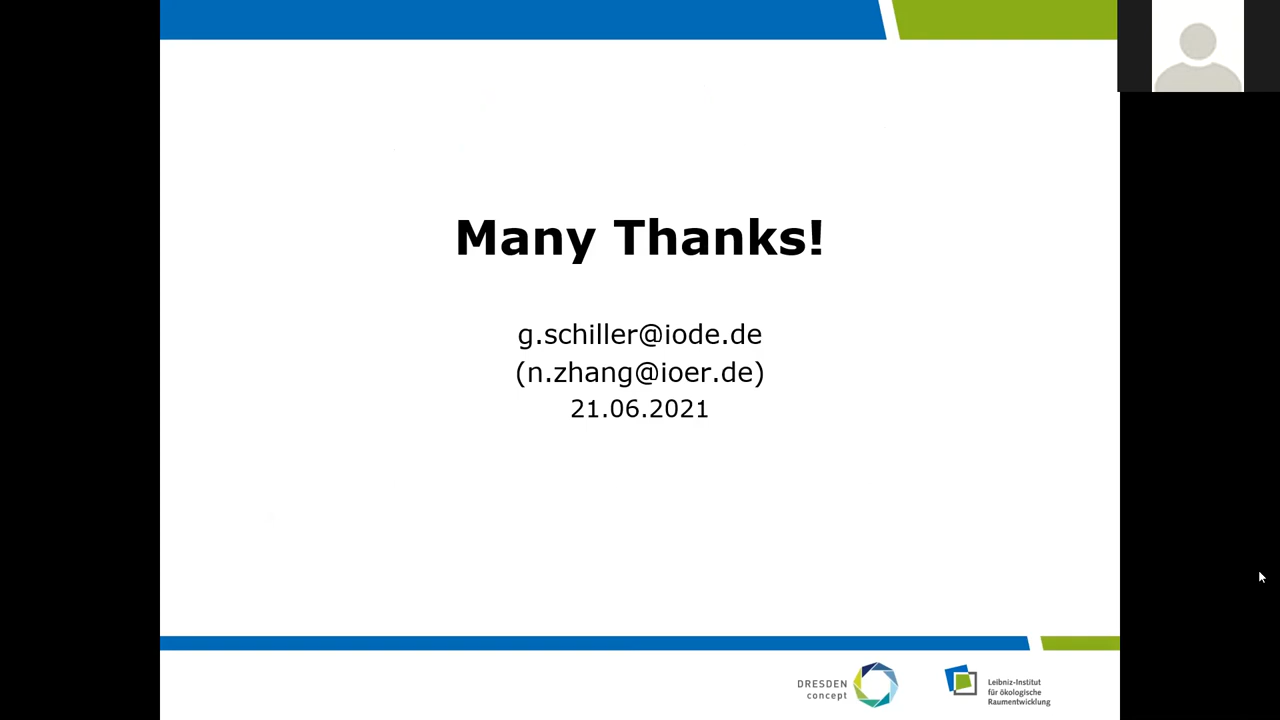 Many Thanks!
g.schiller@iode.de
(n.zhang@ioer.de)
21.06.2021
DRESDEN
concept
Leibniz-Institut
für ökologische
Raumentwicklung